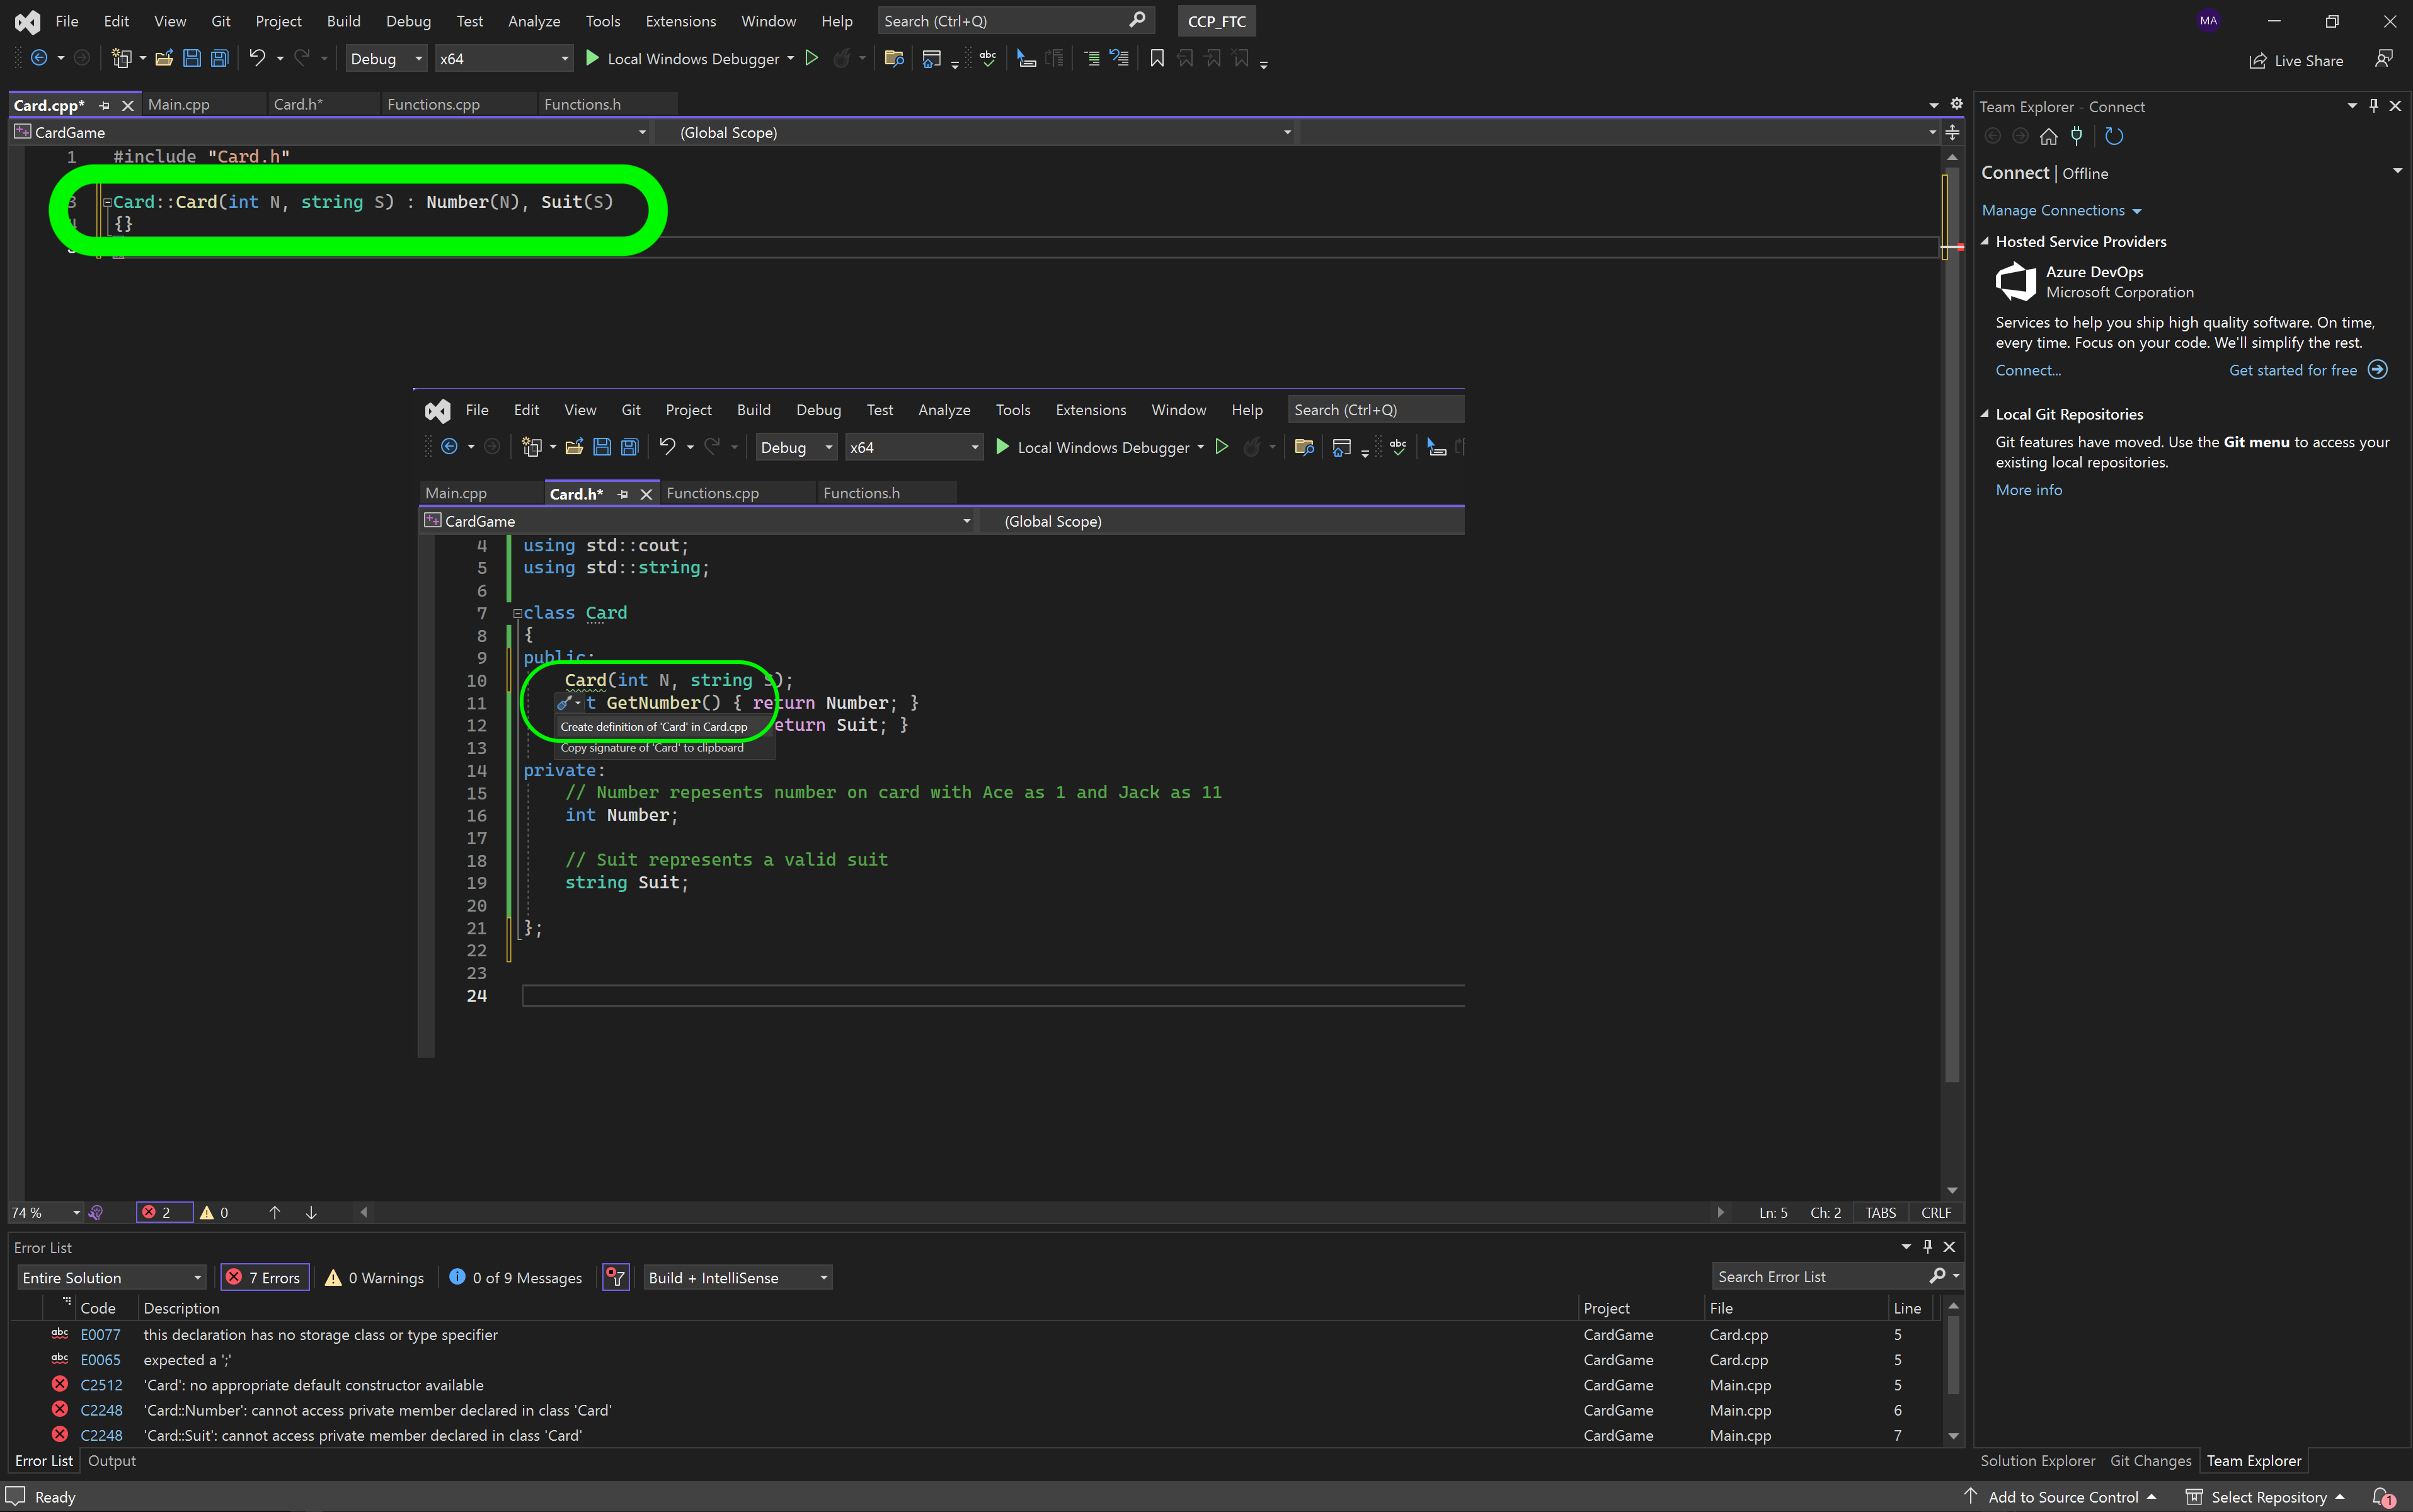 File Edit View Git Project Build Debug Test Analyze Tools Extensions Window Help Search (Ctrl+Q) CCP_FTC MA
Debug x64 Local Windows Debugger Live Share
Card.cpp* Main.cpp Card.h* Functions.cpp Functions.h
CardGame (Global Scope)
1 #include "Card.h"
3 Card::Card(int N, string S) : Number(N), Suit(S)
{}
File Edit View Git Project Build Debug Test Analyze Tools Extensions Window Help Search (Ctrl+Q)
Debug x64 Local Windows Debugger
Main.cpp Card.h* Functions.cpp Functions.h
CardGame (Global Scope)
4 using std::cout;
5 using std::string;
6
7 class Card
8 {
9 public:
10 Card(int N, string S);
11 t GetNumber() { return Number; }
12 Create definition of 'Card' in Card.cpp eturn Suit; }
13 Copy signature of 'Card' to clipboard
14 private:
15 // Number repesents number on card with Ace as 1 and Jack as 11
16 int Number;
17
18 // Suit represents a valid suit
19 string Suit;
20
21 };
22
23
24
74 % 2 0 Ln: 5 Ch: 2 TABS CRLF
Error List
Entire Solution 7 Errors 0 Warnings 0 of 9 Messages Build + IntelliSense Search Error List
Code Description Project File Line
abc E0077 this declaration has no storage class or type specifier CardGame Card.cpp 5
abc E0065 expected a ';' CardGame Card.cpp 5
C2512 'Card': no appropriate default constructor available CardGame Main.cpp 5
C2248 'Card::Number': cannot access private member declared in class 'Card' CardGame Main.cpp 6
C2248 'Card::Suit': cannot access private member declared in class 'Card' CardGame Main.cpp 7
Error List Output
Team Explorer - Connect
Connect | Offline
Manage Connections
Hosted Service Providers
Azure DevOps
Microsoft Corporation
Services to help you ship high quality software. On time,
every time. Focus on your code. We'll simplify the rest.
Connect... Get started for free
Local Git Repositories
Git features have moved. Use the Git menu to access your
existing local repositories.
More info
Solution Explorer Git Changes Team Explorer
Ready Add to Source Control Select Repository 1